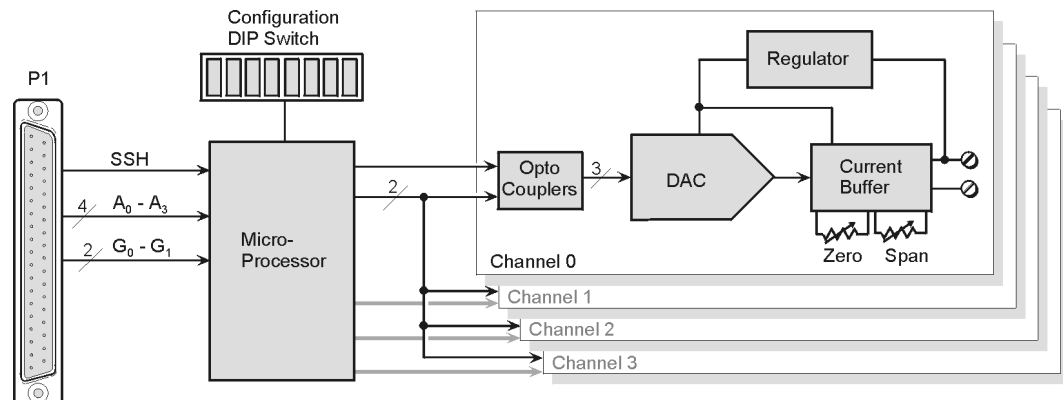 Configuration
DIP Switch
P1
Regulator
SSH
4
A0 - A3
2
G0 - G1
Micro-
Processor
2
Opto
Couplers
3
DAC
Current
Buffer
Zero
Span
Channel 0
Channel 1
Channel 2
Channel 3